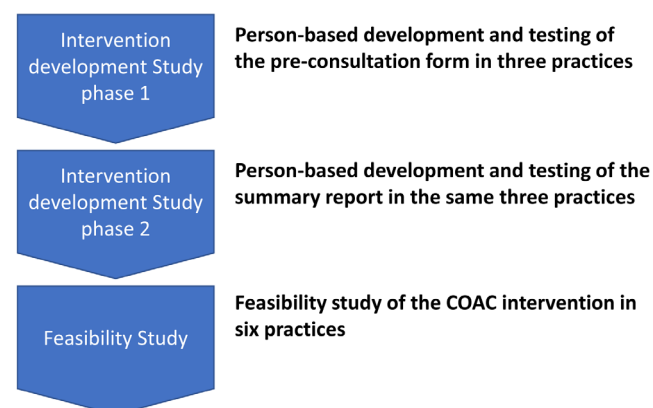 Intervention
development Study
phase 1
Person-based development and testing of
the pre-consultation form in three practices
Intervention
development Study
phase 2
Person-based development and testing of the
summary report in the same three practices
Feasibility Study
Feasibility study of the COAC intervention in
six practices